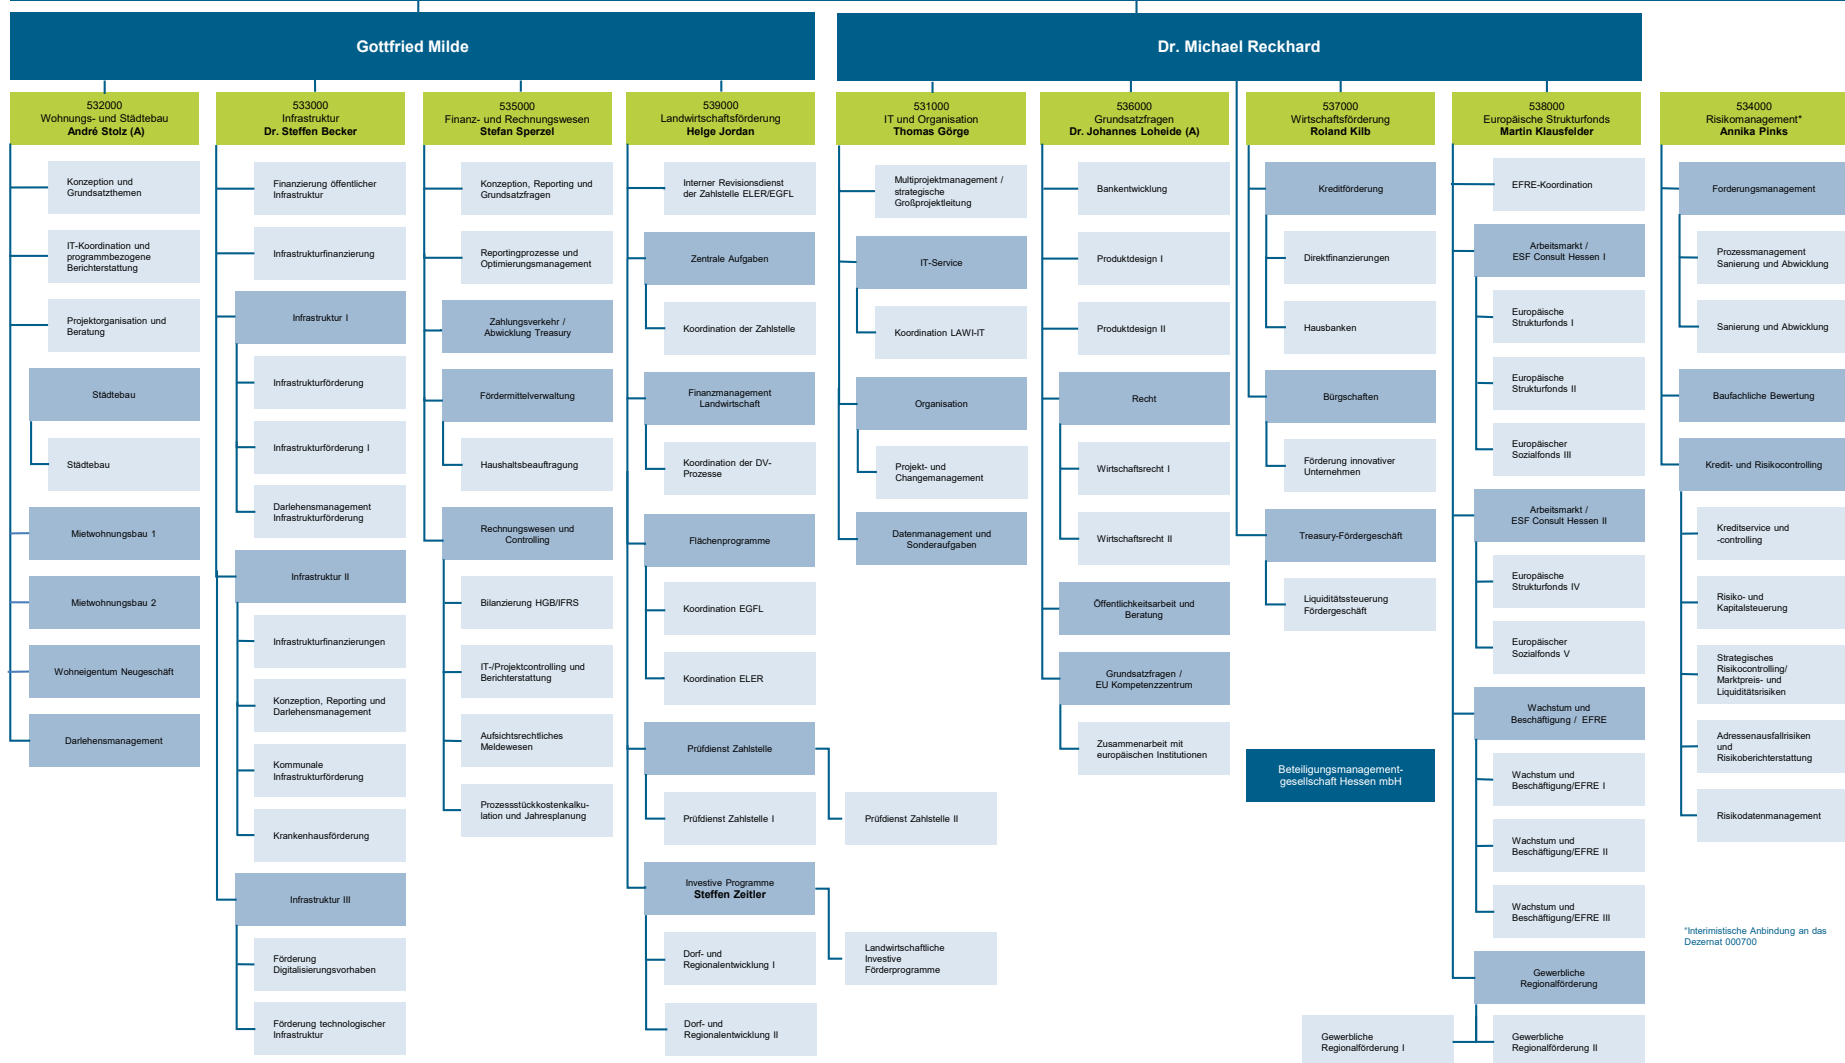 Gottfried Milde
Dr. Michael Reckhard
532000
Wohnungs- und Städtebau
André Stolz (A)
Konzeption und
Grundsatzthemen
IT-Koordination und
programmbezogene
Berichterstattung
Projektorganisation und
Beratung
Städtebau
Städtebau
Mietwohnungsbau 1
Mietwohnungsbau 2
Wohneigentum Neugeschäft
Darlehensmanagement
533000
Infrastruktur
Dr. Steffen Becker
Finanzierung öffentlicher
Infrastruktur
Infrastrukturfinanzierung
Infrastruktur I
Infrastrukturförderung
Infrastrukturförderung I
Darlehensmanagement
Infrastrukturförderung
Infrastruktur II
Infrastrukturfinanzierungen
Konzeption, Reporting und
Darlehensmanagement
Kommunale
Infrastrukturförderung
Krankenhausförderung
Infrastruktur III
Förderung
Digitalisierungsvorhaben
Förderung technologischer
Infrastruktur
535000
Finanz- und Rechnungswesen
Stefan Sperzel
Konzeption, Reporting und
Grundsatzfragen
Reportingprozesse und
Optimierungsmanagement
Zahlungsverkehr /
Abwicklung Treasury
Fördermittelverwaltung
Haushaltsbeauftragung
Rechnungswesen und
Controlling
Bilanzierung HGB/IFRS
IT-/Projektcontrolling und
Berichterstattung
Aufsichtsrechtliches
Meldewesen
Prozessstückkostenkalku-
lation und Jahresplanung
539000
Landwirtschaftsförderung
Helge Jordan
Interner Revisionsdienst
der Zahlstelle ELER/EGFL
Zentrale Aufgaben
Koordination der Zahlstelle
Finanzmanagement
Landwirtschaft
Koordination der DV-
Prozesse
Flächenprogramme
Koordination EGFL
Koordination ELER
Prüfdienst Zahlstelle
Prüfdienst Zahlstelle I
Prüfdienst Zahlstelle II
Investive Programme
Steffen Zeitler
Dorf- und
Regionalentwicklung I
Landwirtschaftliche
Investive
Förderprogramme
Dorf- und
Regionalentwicklung II
531000
IT und Organisation
Thomas Görge
Multiprojektmanagement /
strategische
Großprojektleitung
IT-Service
Koordination LAWI-IT
Organisation
Projekt- und
Changemanagement
Datenmanagement und
Sonderaufgaben
536000
Grundsatzfragen
Dr. Johannes Loheide (A)
Bankentwicklung
Produktdesign I
Produktdesign II
Recht
Wirtschaftsrecht I
Wirtschaftsrecht II
Öffentlichkeitsarbeit und
Beratung
Grundsatzfragen /
EU Kompetenzzentrum
Zusammenarbeit mit
europäischen Institutionen
537000
Wirtschaftsförderung
Roland Kilb
Kreditförderung
Direktfinanzierungen
Hausbanken
Bürgschaften
Förderung innovativer
Unternehmen
Treasury-Fördergeschäft
Liquiditätssteuerung
Fördergeschäft
Beteiligungsmanagement-
gesellschaft Hessen mbH
538000
Europäische Strukturfonds
Martin Klausfelder
EFRE-Koordination
Arbeitsmarkt /
ESF Consult Hessen I
Europäische
Strukturfonds I
Europäische
Strukturfonds II
Europäischer
Sozialfonds III
Arbeitsmarkt /
ESF Consult Hessen II
Europäische
Strukturfonds IV
Europäischer
Sozialfonds V
Wachstum und
Beschäftigung / EFRE
Wachstum und
Beschäftigung/EFRE I
Wachstum und
Beschäftigung/EFRE II
Wachstum und
Beschäftigung/EFRE III
Gewerbliche
Regionalförderung
Gewerbliche
Regionalförderung I
Gewerbliche
Regionalförderung II
534000
Risikomanagement*
Annika Pinks
Forderungsmanagement
Prozessmanagement
Sanierung und Abwicklung
Sanierung und Abwicklung
Baufachliche Bewertung
Kredit- und Risikocontrolling
Kreditservice und
-controlling
Risiko- und
Kapitalsteuerung
Strategisches
Risikocontrolling/
Marktpreis- und
Liquiditätsrisiken
Adressenausfallrisiken
und
Risikoberichterstattung
Risikodatenmanagement
*Interimistische Anbindung an das
Dezernat 000700